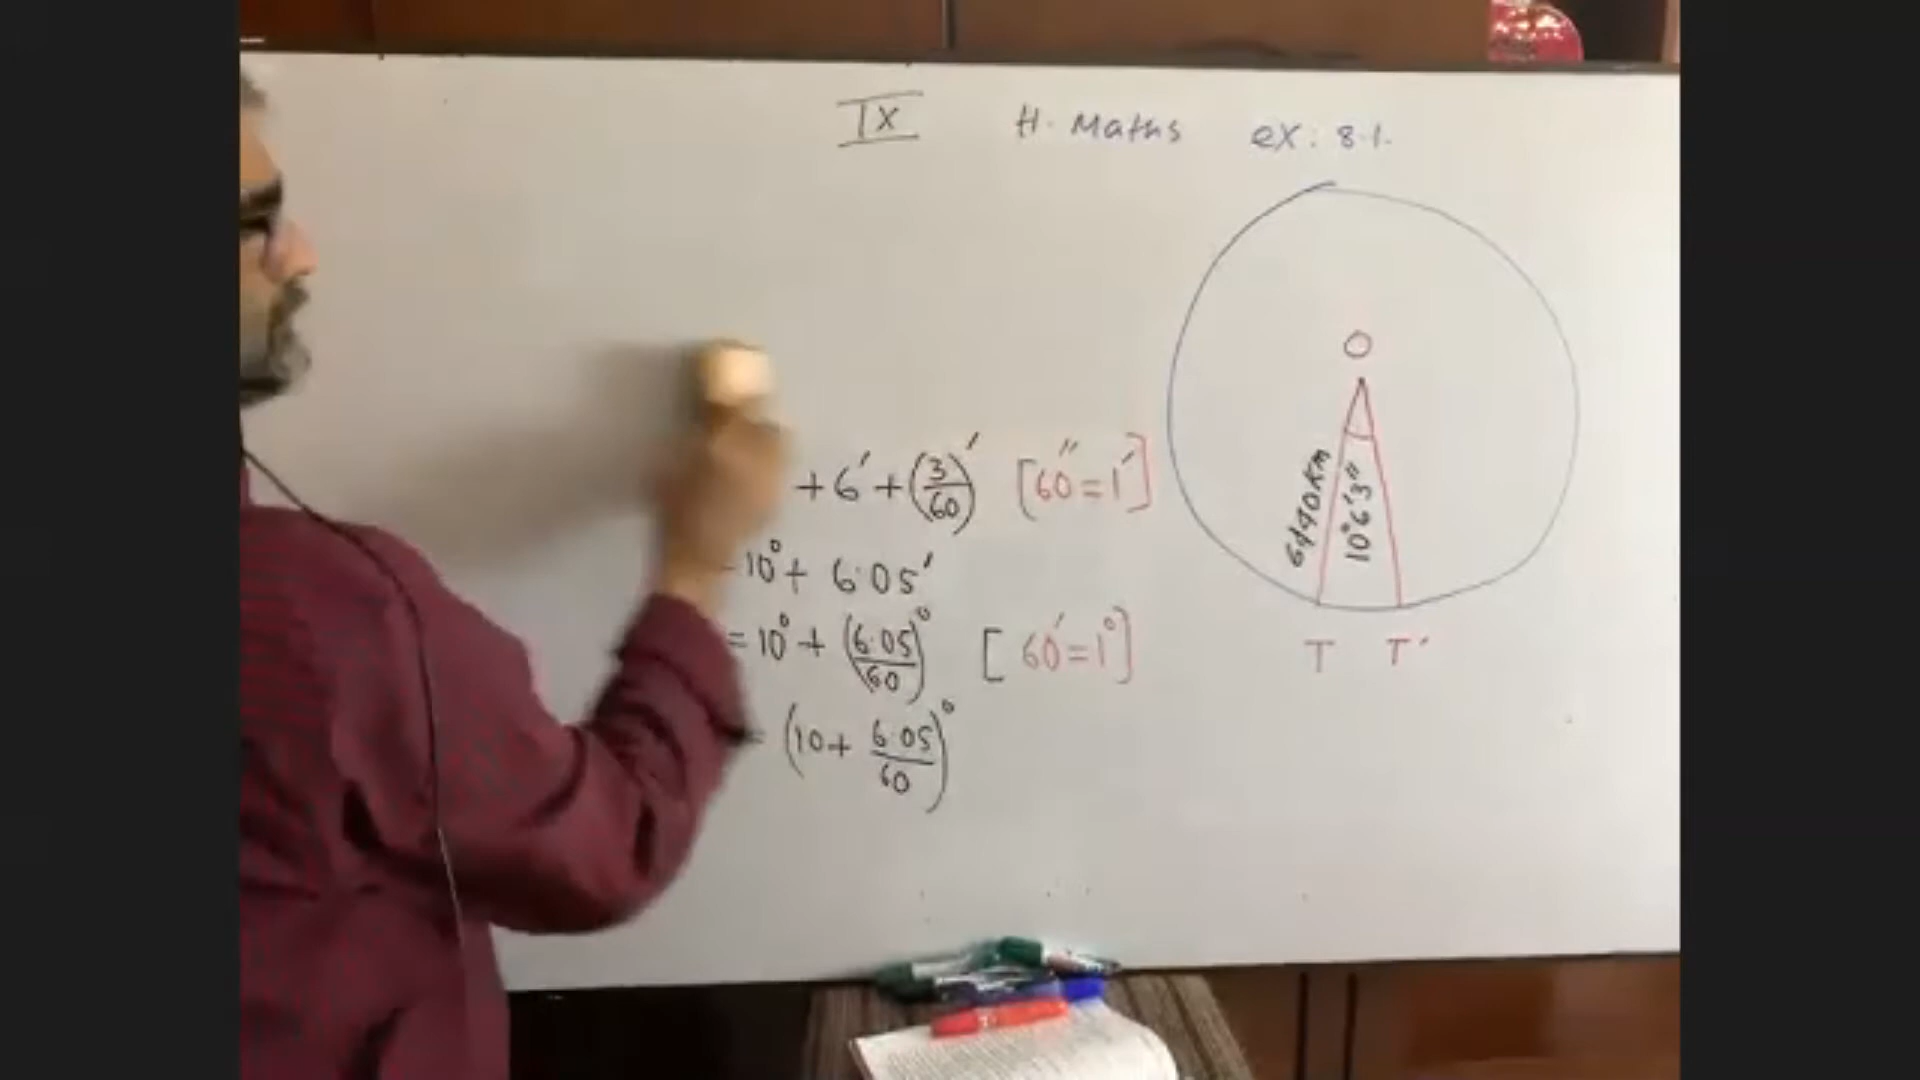 IX H. Maths ex: 8.1.
+ 6′ + (3/60)′ [60″ = 1′]
10° + 6.05′
= 10° + (6.05/60)° [60′ = 1°]
= (10 + 6.05/60)°
O
6440 KM
10°6′3″
T T′